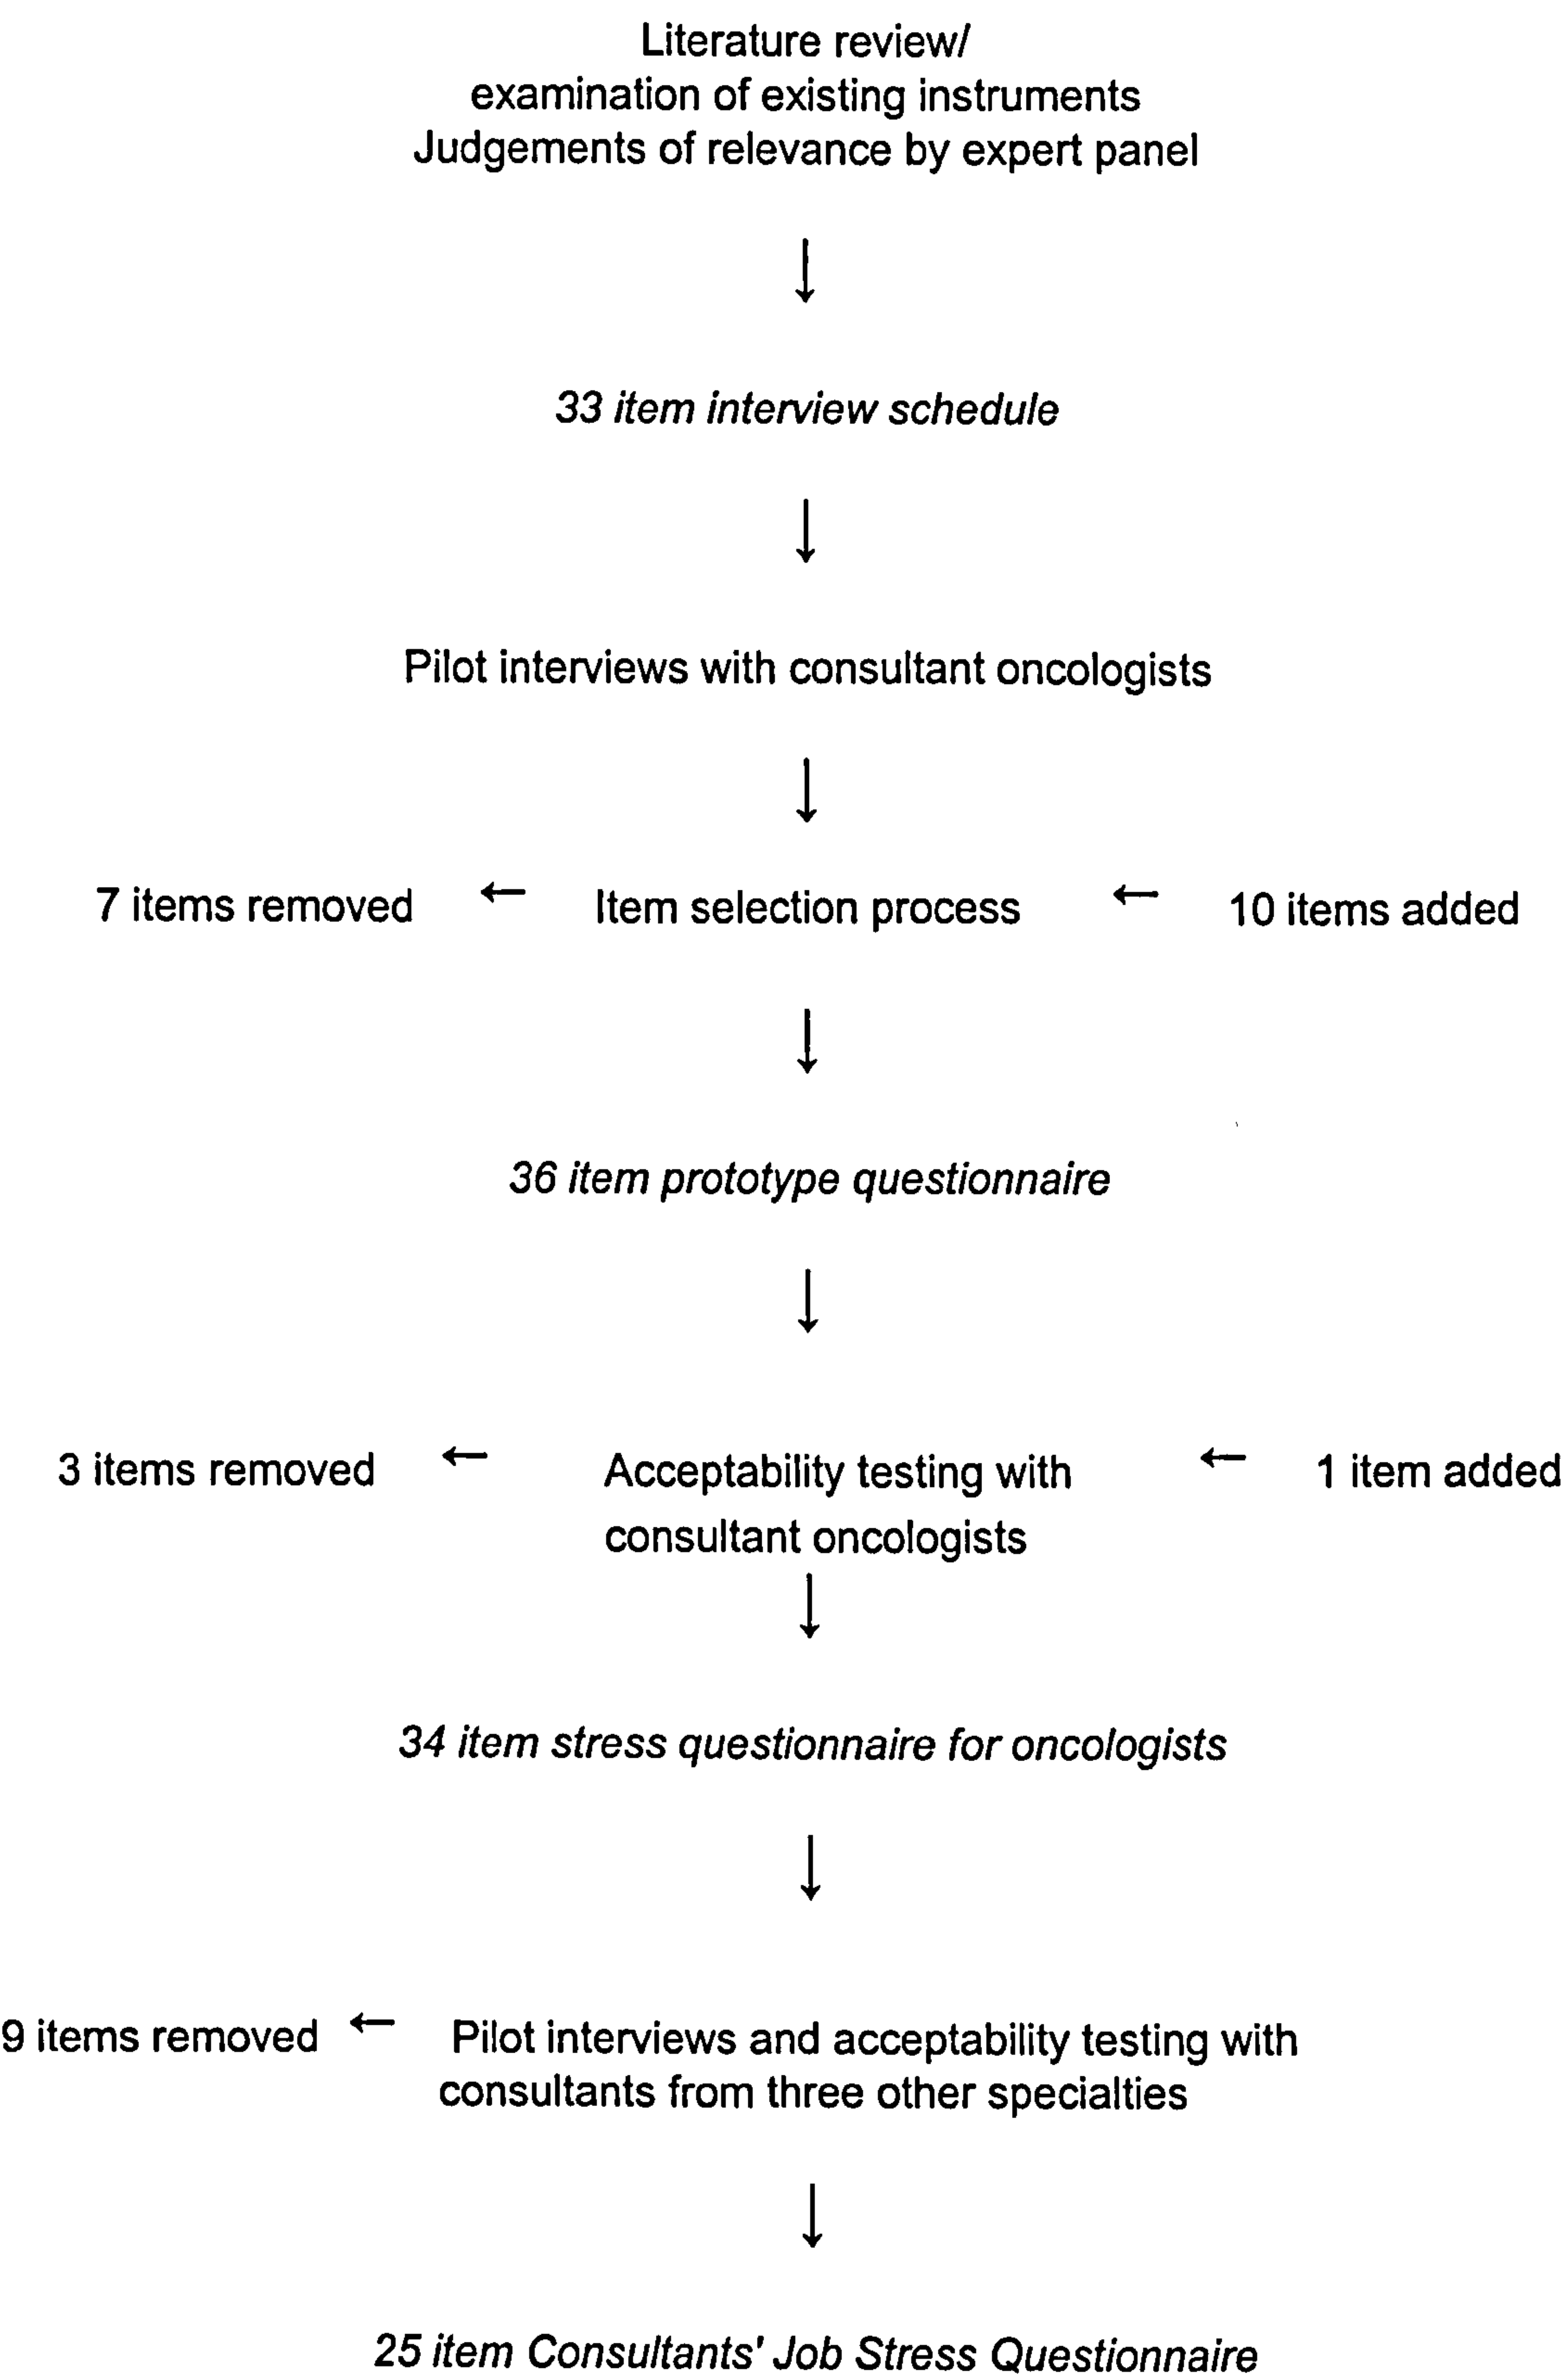 Literature review/
examination of existing instruments
Judgements of relevance by expert panel
33 item interview schedule
Pilot interviews with consultant oncologists
7 items removed ← Item selection process ← 10 items added
36 item prototype questionnaire
3 items removed ← Acceptability testing with ← 1 item added
consultant oncologists
34 item stress questionnaire for oncologists
9 items removed ← Pilot interviews and acceptability testing with
consultants from three other specialties
25 item Consultants' Job Stress Questionnaire